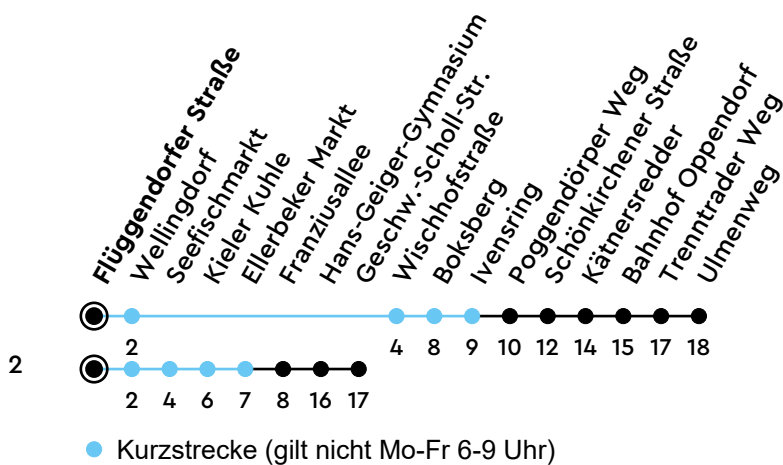 Flüggendorfer Straße
Wellingdorf
Seefischmarkt
Kieler Kuhle
Ellerbeker Markt
Franziusallee
Hans-Geiger-Gymnasium
Geschw.-Scholl-Str.
Wischhofstraße
Boksberg
Ivensring
Poggendörper Weg
Schönkirchener Straße
Kätnersredder
Bahnhof Oppendorf
Trenntrader Weg
Ulmenweg
2 4 8 9 10 12 14 15 17 18
2
2 4 6 7 8 16 17
Kurzstrecke (gilt nicht Mo-Fr 6-9 Uhr)